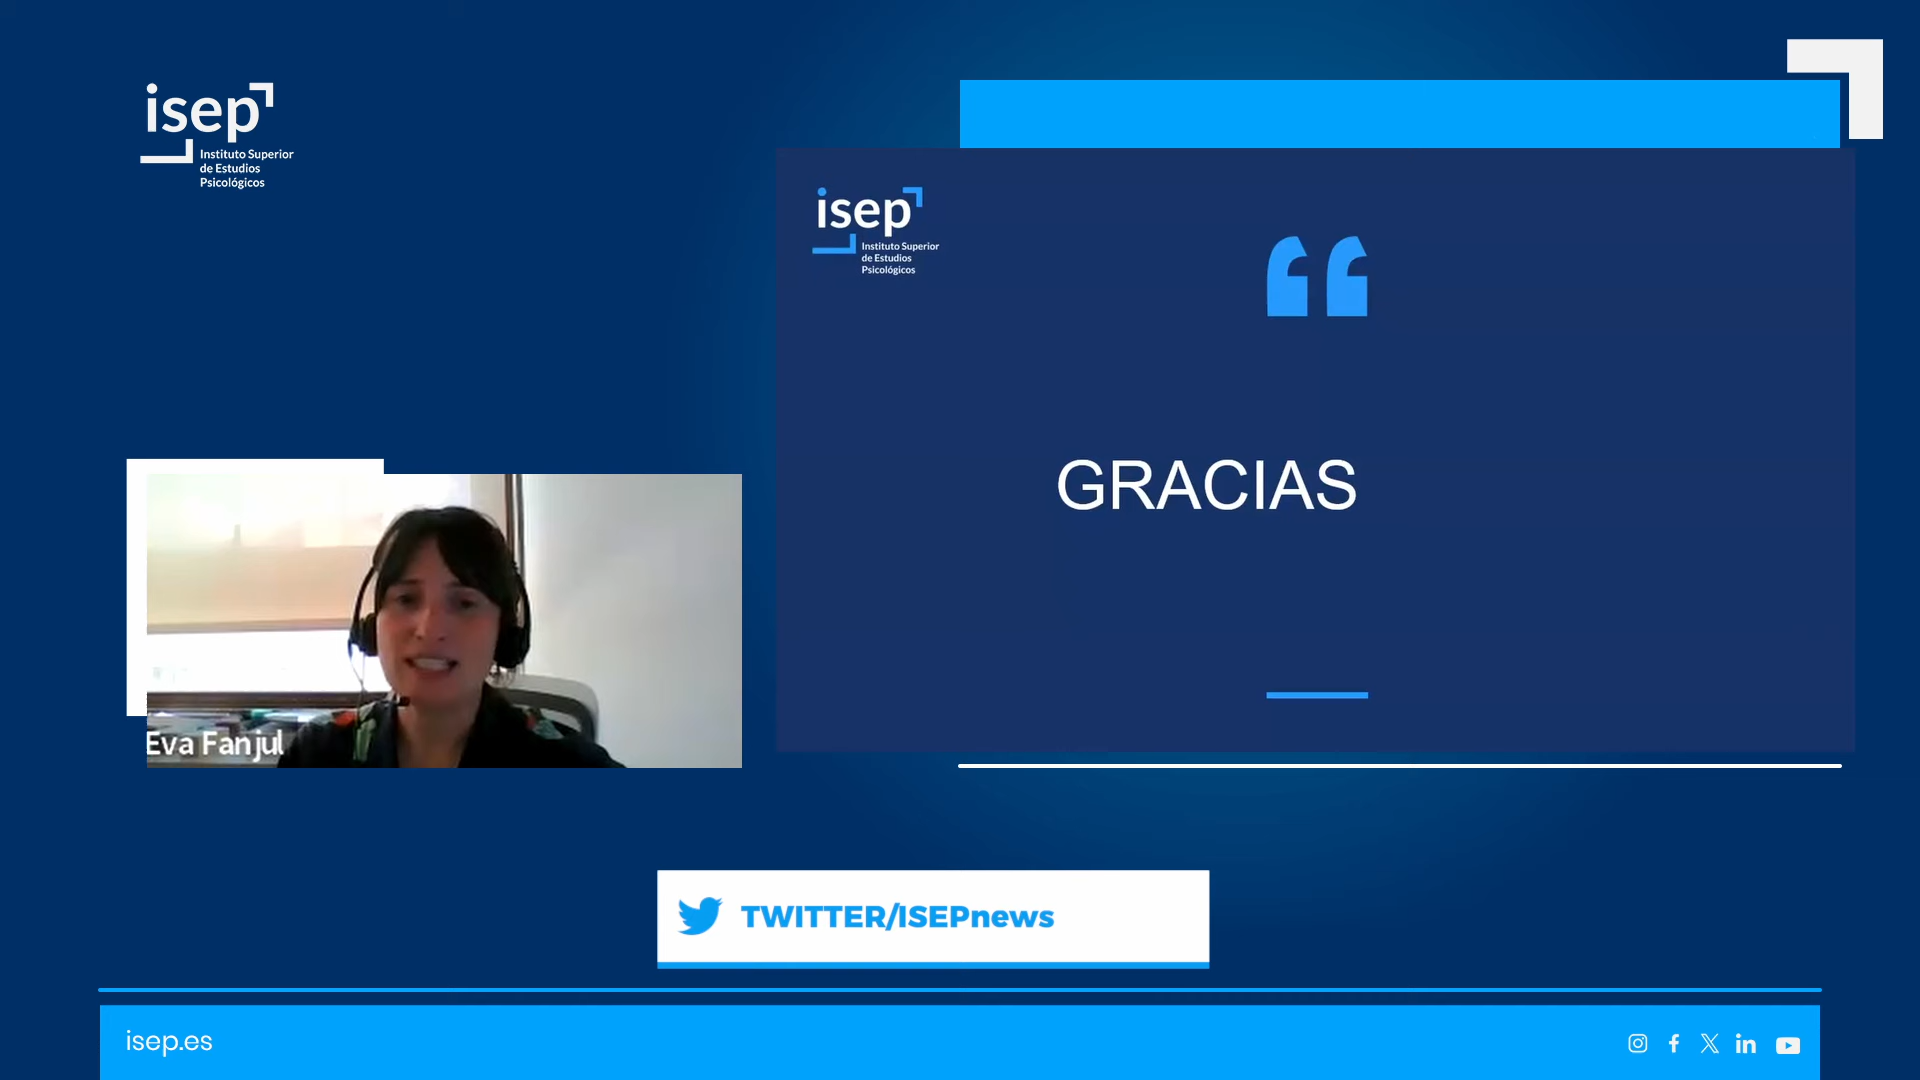 isep
Instituto Superior
de Estudios
Psicológicos
isep
Instituto Superior
de Estudios
Psicológicos
“
GRACIAS
Eva Fanjul
TWITTER/ISEPnews
isep.es